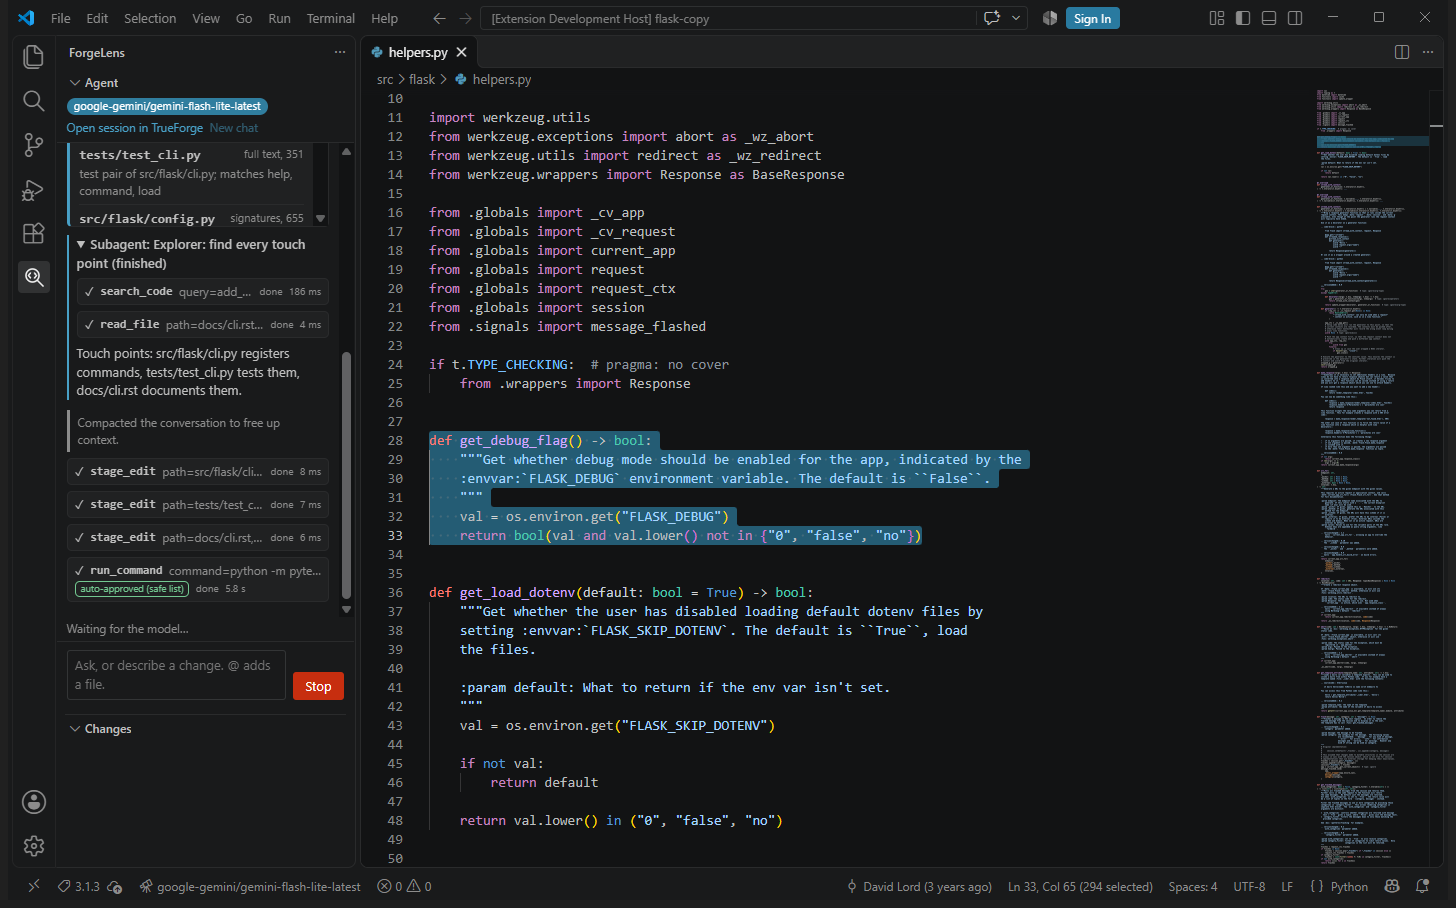 File Edit Selection View Go Run Terminal Help
[Extension Development Host] flask-copy
Sign In
ForgeLens
Agent
google-gemini/gemini-flash-lite-latest
Open session in TrueForge New chat
tests/test_cli.py full text, 351
test pair of src/flask/cli.py; matches help,
command, load
src/flask/config.py signatures, 655
Subagent: Explorer: find every touch
point (finished)
search_code query=add_... done 186 ms
read_file path=docs/cli.rst... done 4 ms
Touch points: src/flask/cli.py registers
commands, tests/test_cli.py tests them,
docs/cli.rst documents them.
Compacted the conversation to free up
context.
stage_edit path=src/flask/cli... done 8 ms
stage_edit path=tests/test_c... done 7 ms
stage_edit path=docs/cli.rst,... done 6 ms
run_command command=python -m pyte...
auto-approved (safe list) done 5.8 s
Waiting for the model...
Ask, or describe a change. @ adds
a file.
Stop
Changes
helpers.py
src > flask > helpers.py
10
11 import werkzeug.utils
12 from werkzeug.exceptions import abort as _wz_abort
13 from werkzeug.utils import redirect as _wz_redirect
14 from werkzeug.wrappers import Response as BaseResponse
15
16 from .globals import _cv_app
17 from .globals import _cv_request
18 from .globals import current_app
19 from .globals import request
20 from .globals import request_ctx
21 from .globals import session
22 from .signals import message_flashed
23
24 if t.TYPE_CHECKING:  # pragma: no cover
25     from .wrappers import Response
26
27
28 def get_debug_flag() -> bool:
29     """Get whether debug mode should be enabled for the app, indicated by the
30     :envvar:`FLASK_DEBUG` environment variable. The default is ``False``.
31     """
32     val = os.environ.get("FLASK_DEBUG")
33     return bool(val and val.lower() not in {"0", "false", "no"})
34
35
36 def get_load_dotenv(default: bool = True) -> bool:
37     """Get whether the user has disabled loading default dotenv files by
38     setting :envvar:`FLASK_SKIP_DOTENV`. The default is ``True``, load
39     the files.
40
41     :param default: What to return if the env var isn't set.
42     """
43     val = os.environ.get("FLASK_SKIP_DOTENV")
44
45     if not val:
46         return default
47
48     return val.lower() in ("0", "false", "no")
49
50
3.1.3 google-gemini/gemini-flash-lite-latest 0 0 David Lord (3 years ago) Ln 33, Col 65 (294 selected) Spaces: 4 UTF-8 LF { } Python